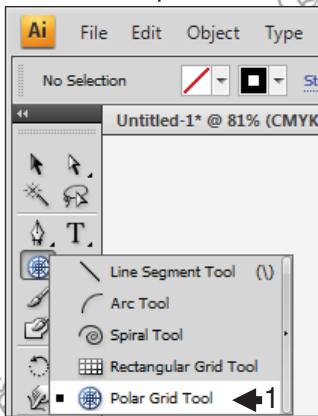 Ai File Edit Object Type
No Selection St
Untitled-1* @ 81% (CMYK
T
Line Segment Tool (\)
Arc Tool
Spiral Tool
Rectangular Grid Tool
Polar Grid Tool 1